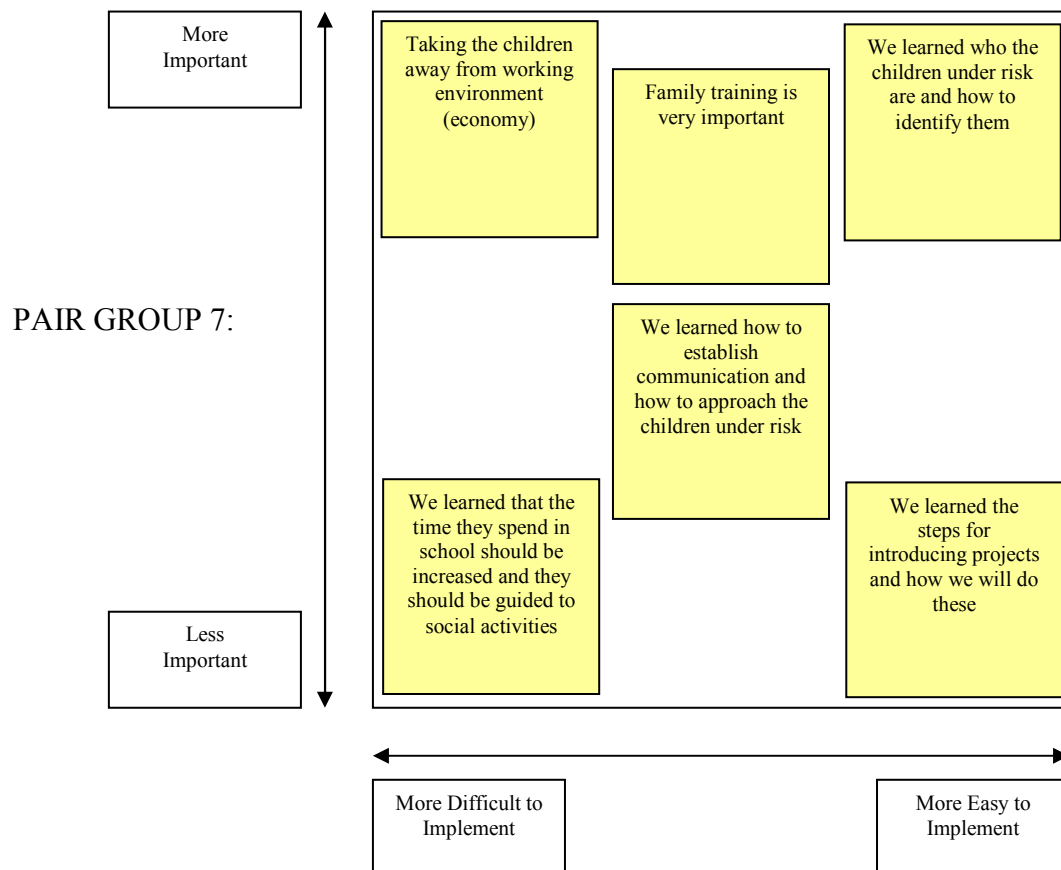 More
Important
Taking the children
away from working
environment
(economy)
Family training is
very important
We learned who the
children under risk
are and how to
identify them
PAIR GROUP 7:
We learned how to
establish
communication and
how to approach the
children under risk
We learned that the
time they spend in
school should be
increased and they
should be guided to
social activities
We learned the
steps for
introducing projects
and how we will do
these
Less
Important
More Difficult to
Implement
More Easy to
Implement